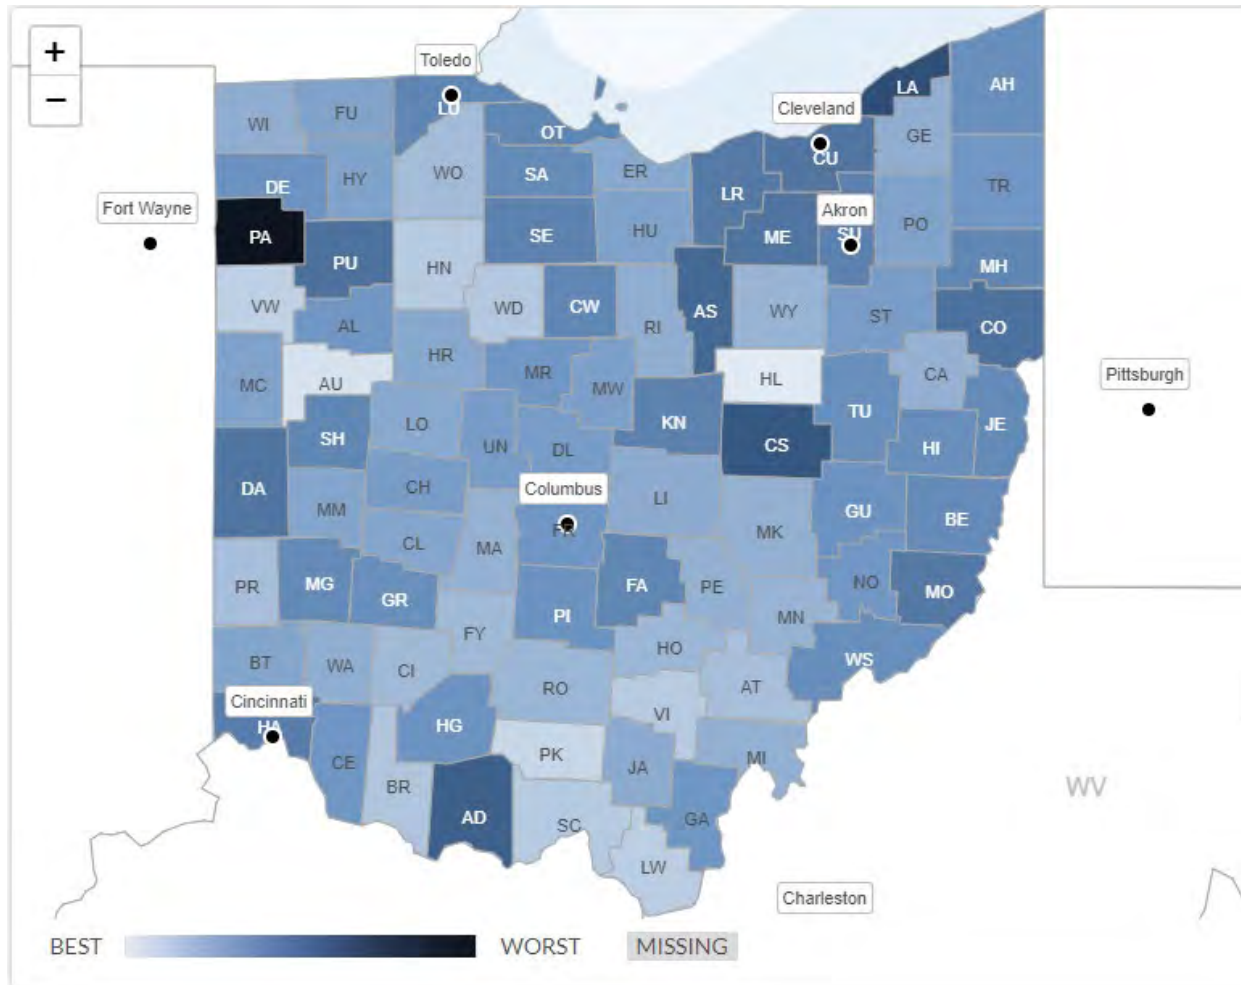 +
−
Toledo
Cleveland
Fort Wayne
Akron
Pittsburgh
Columbus
Cincinnati
Charleston
WV
WI
FU
LU
OT
LA
AH
GE
CU
DE
HY
WO
SA
ER
LR
TR
PA
PU
HN
SE
HU
ME
SU
PO
MH
VW
AL
WD
CW
RI
AS
WY
ST
CO
MC
AU
HR
MR
MW
HL
CA
SH
LO
UN
DL
KN
CS
TU
HI
JE
DA
MM
CH
FR
LI
MK
GU
BE
CL
MA
PR
MG
GR
PI
FA
PE
MN
NO
MO
BT
WA
CI
FY
RO
HO
AT
WS
HA
CE
BR
HG
PK
VI
JA
MI
AD
SC
LW
GA
BEST
WORST
MISSING